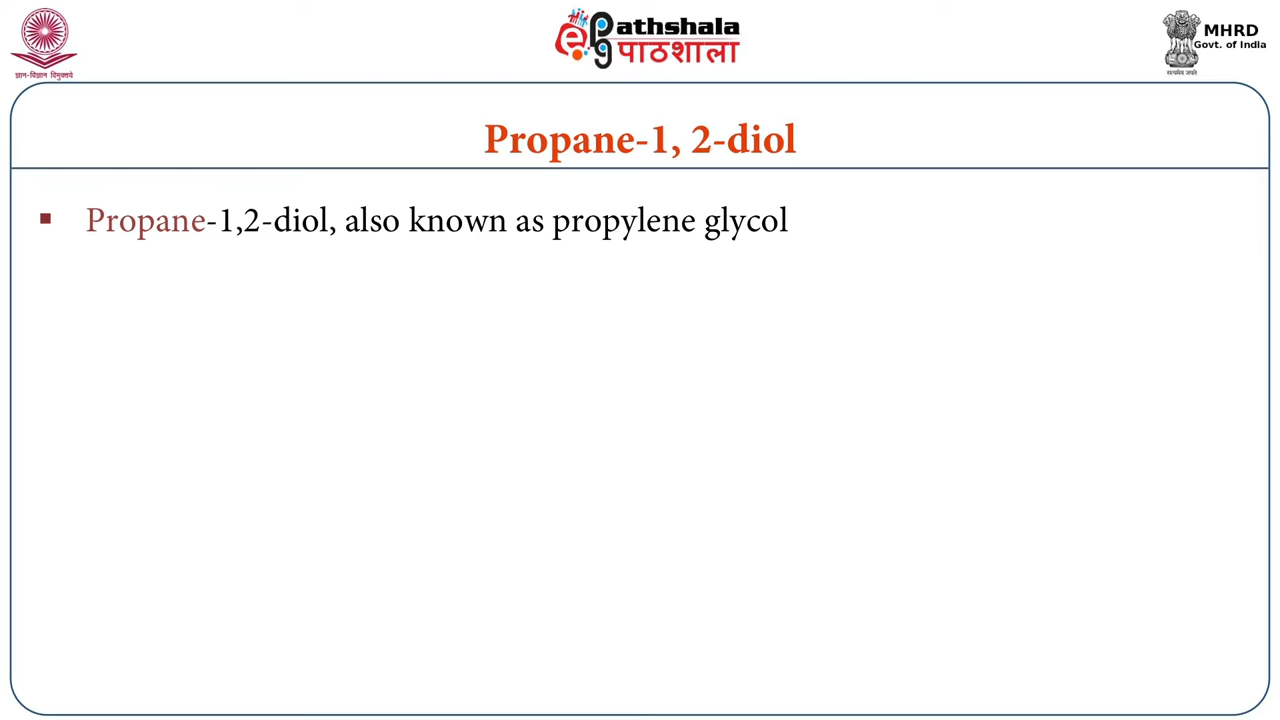 ज्ञान-विज्ञान विमुक्तये
ePG Pathshala
पाठशाला
MHRD
Govt. of India
सत्यमेव जयते
Propane-1, 2-diol
▪ Propane-1,2-diol, also known as propylene glycol